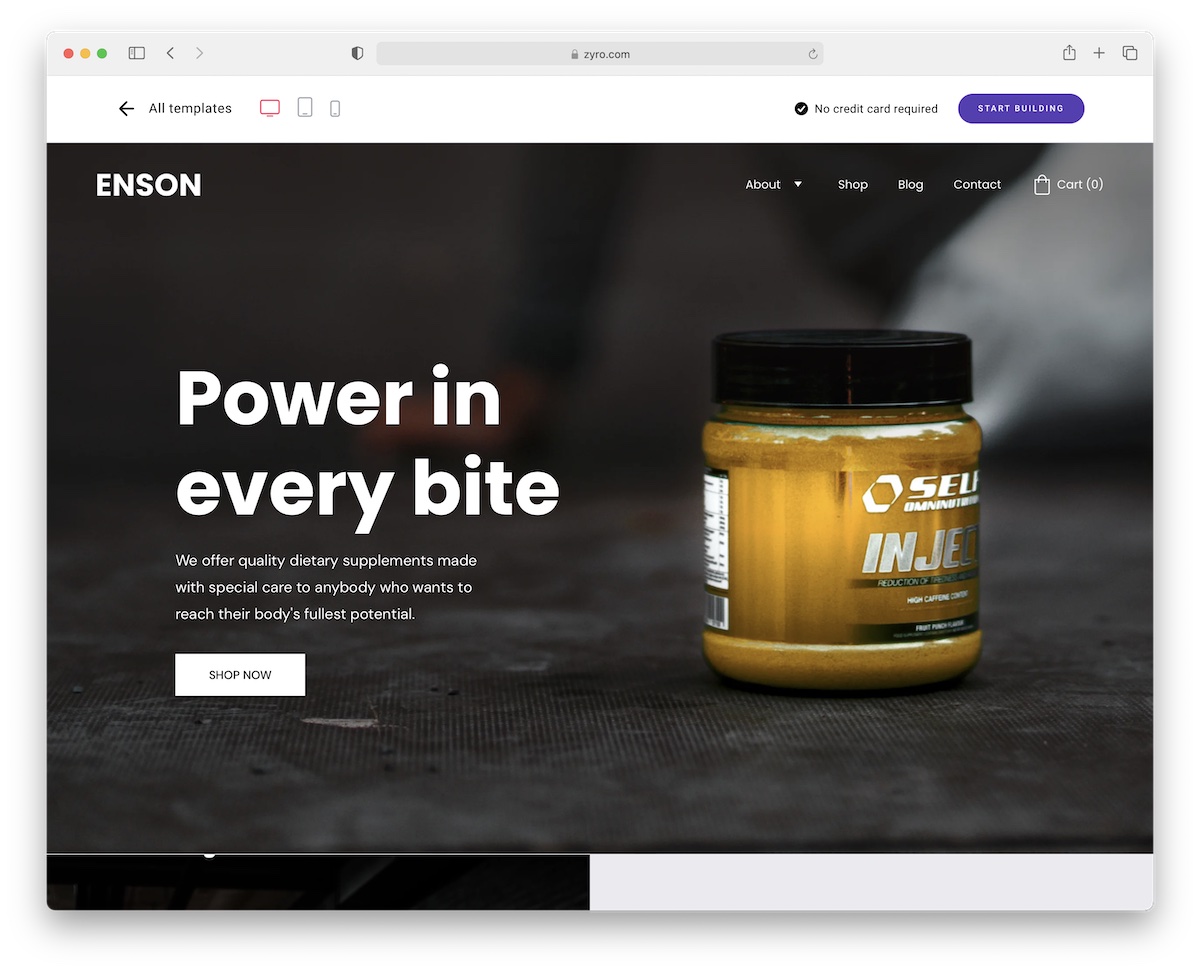 zyro.com
All templates
No credit card required
START BUILDING
ENSON
About
Shop
Blog
Contact
Cart (0)
Power in
every bite
We offer quality dietary supplements made
with special care to anybody who wants to
reach their body's fullest potential.
SHOP NOW
SELF
INJEC
REDUCTION OF TIREDNESS
HIGH CAFFEINE CONTENT
FRUIT PUNCH FLAVOUR